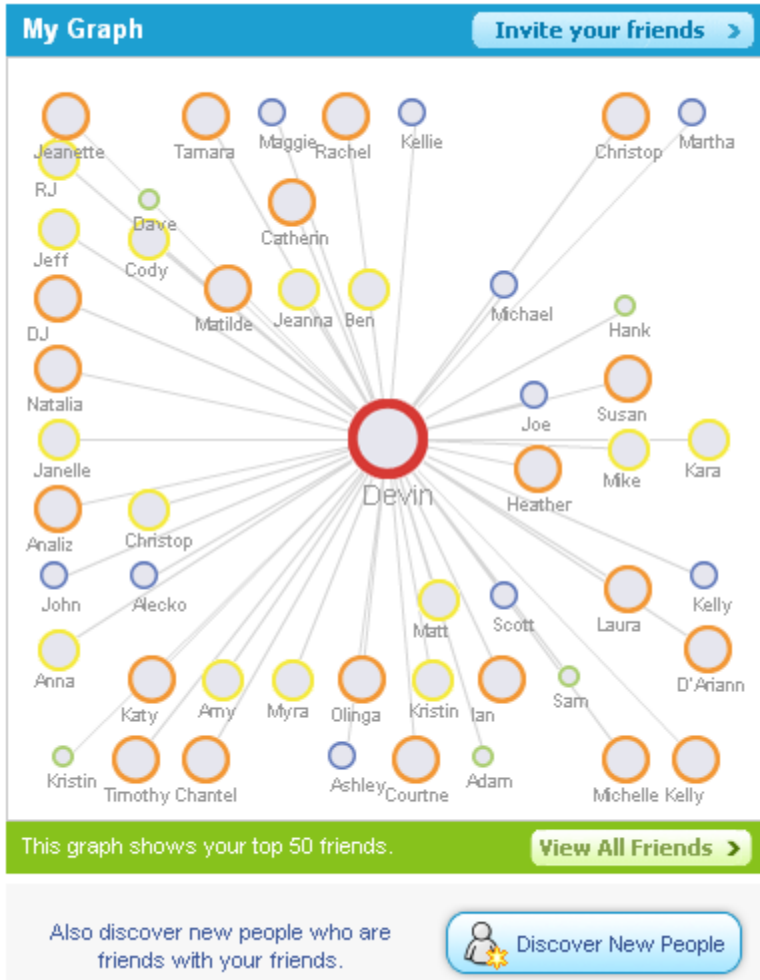 My Graph
Invite your friends >
Jeanette
Tamara
Maggie
Rachel
Kellie
Christop
Martha
RJ
Dave
Catherin
Jeff
Cody
Matilde
Jeanna
Ben
Michael
Hank
DJ
Natalia
Joe
Susan
Janelle
Devin
Heather
Mike
Kara
Analiz
Christop
John
Alecko
Matt
Scott
Laura
Kelly
Anna
Katy
Amy
Myra
Olinga
Kristin
Ian
Sam
D'Ariann
Kristin
Timothy
Chantel
Ashley
Courtne
Adam
Michelle
Kelly
This graph shows your top 50 friends.
View All Friends >
Also discover new people who are
friends with your friends.
Discover New People